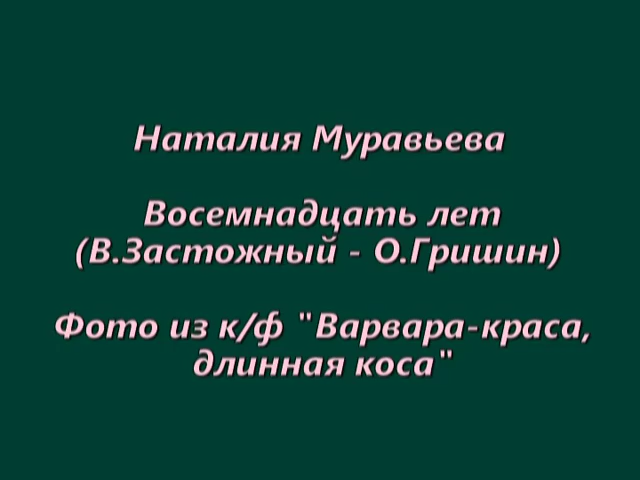 Наталия Муравьева
Восемнадцать лет
(В.Застожный - О.Гришин)
Фото из к/ф "Варвара-краса,
длинная коса"